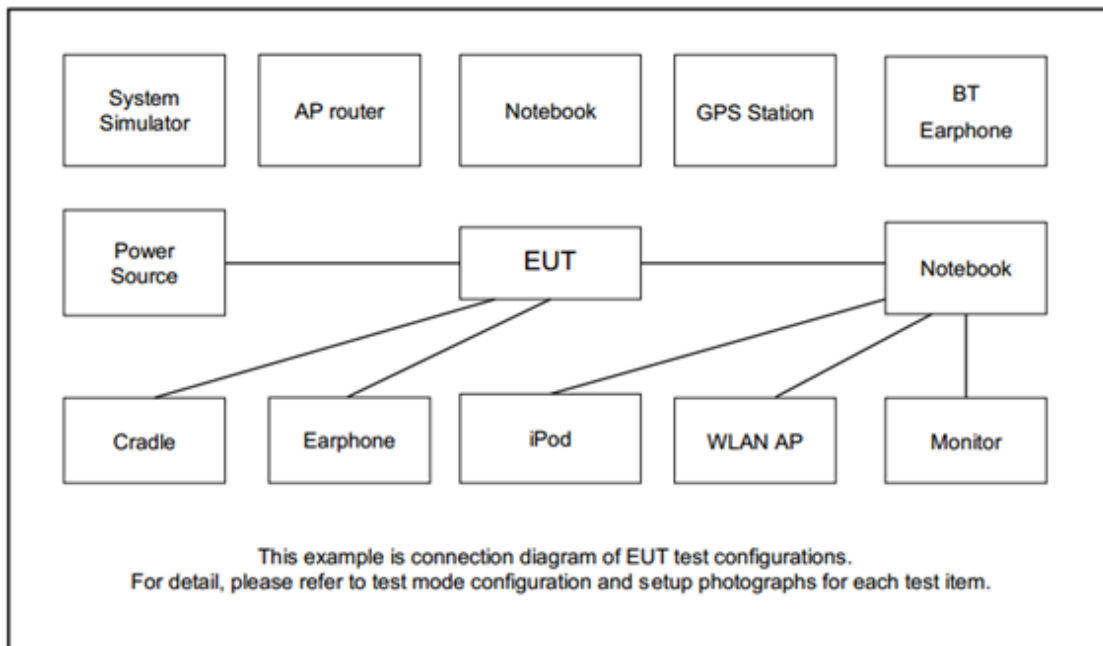 System
Simulator
AP router
Notebook
GPS Station
BT
Earphone
Power
Source
EUT
Notebook
Cradle
Earphone
iPod
WLAN AP
Monitor
This example is connection diagram of EUT test configurations.
For detail, please refer to test mode configuration and setup photographs for each test item.